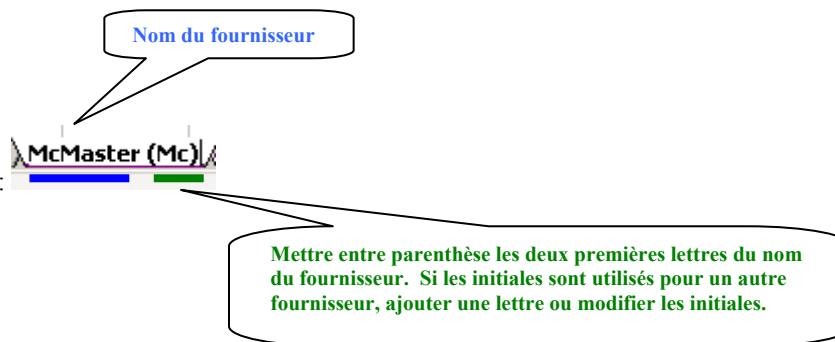 Nom du fournisseur
McMaster (Mc)
:
Mettre entre parenthèse les deux premières lettres du nom
du fournisseur. Si les initiales sont utilisés pour un autre
fournisseur, ajouter une lettre ou modifier les initiales.